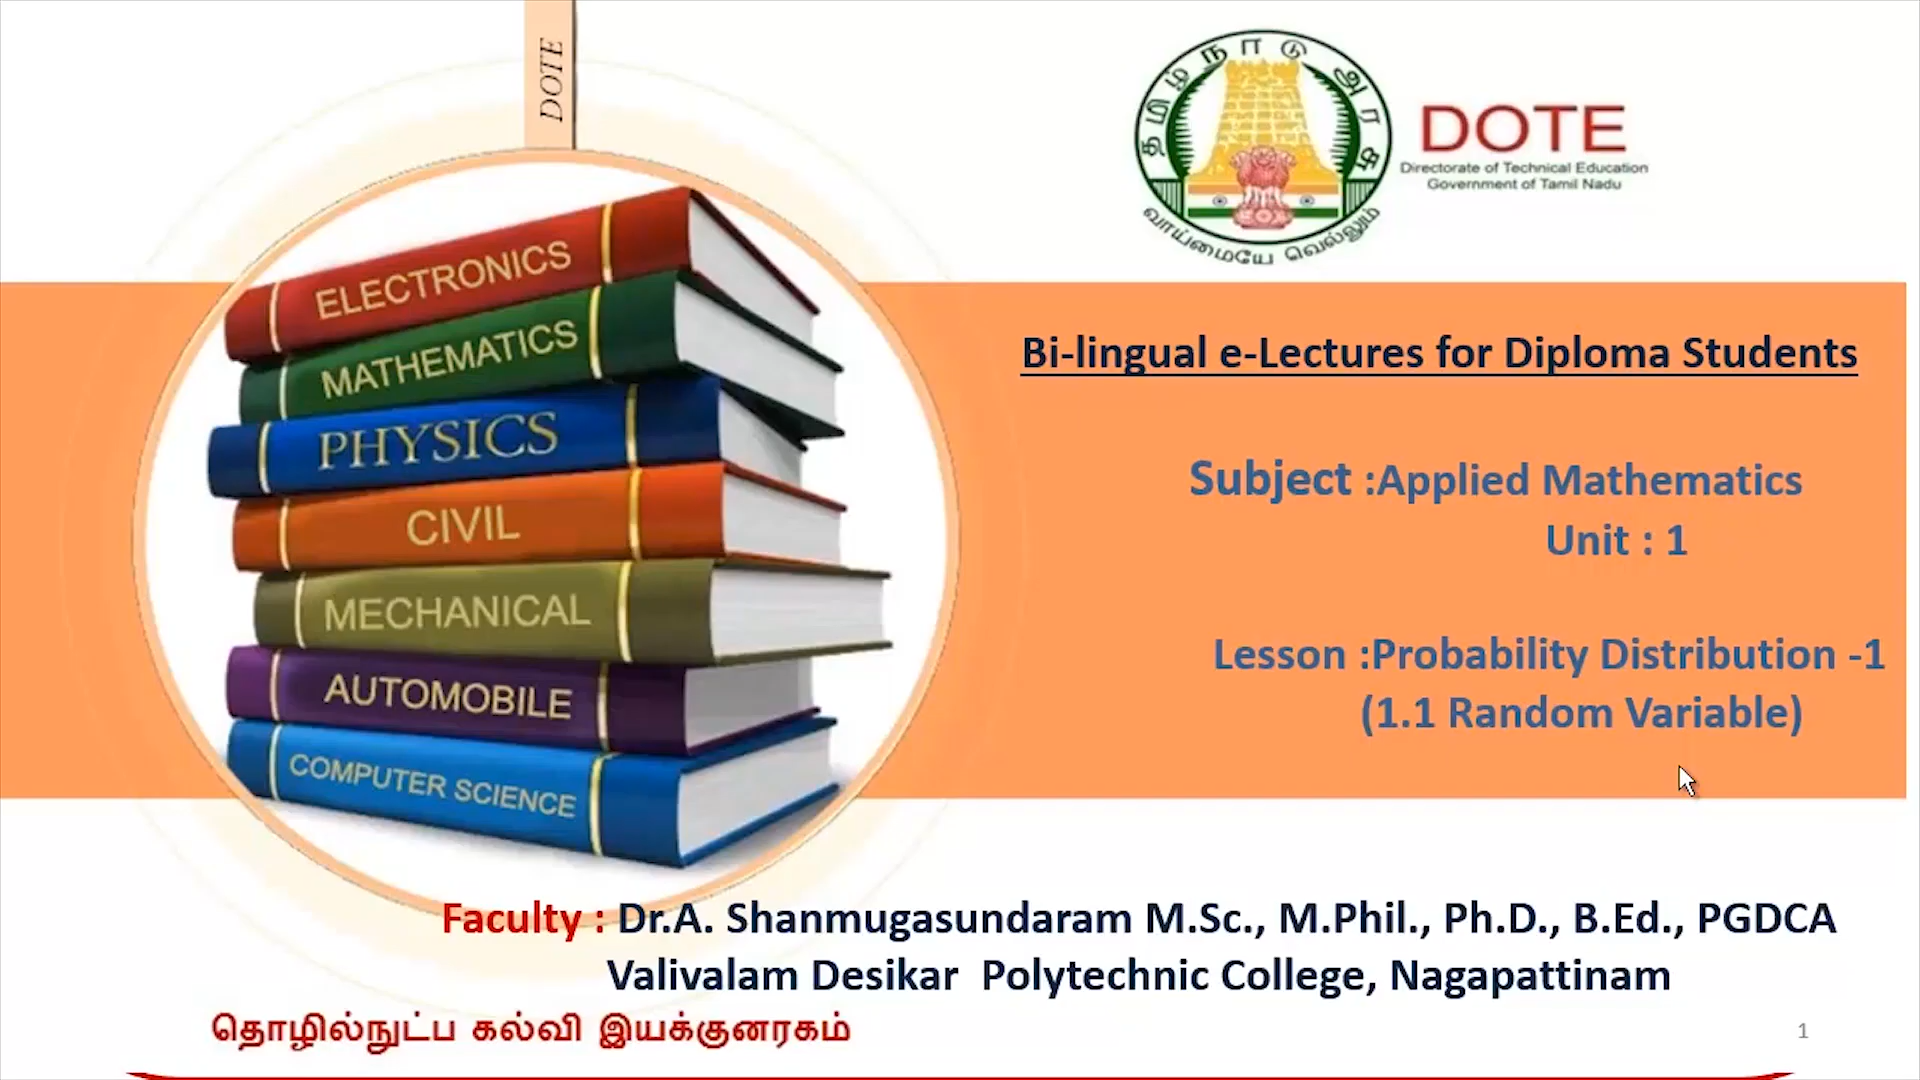 DOTE
தமிழ்நாடு அரசு
வாய்மையே வெல்லும்
DOTE
Directorate of Technical Education
Government of Tamil Nadu
ELECTRONICS
MATHEMATICS
PHYSICS
CIVIL
MECHANICAL
AUTOMOBILE
COMPUTER SCIENCE
Bi-lingual e-Lectures for Diploma Students
Subject :Applied Mathematics
Unit : 1
Lesson :Probability Distribution -1
(1.1 Random Variable)
Faculty : Dr.A. Shanmugasundaram M.Sc., M.Phil., Ph.D., B.Ed., PGDCA
Valivalam Desikar Polytechnic College, Nagapattinam
தொழில்நுட்ப கல்வி இயக்குனரகம்
1